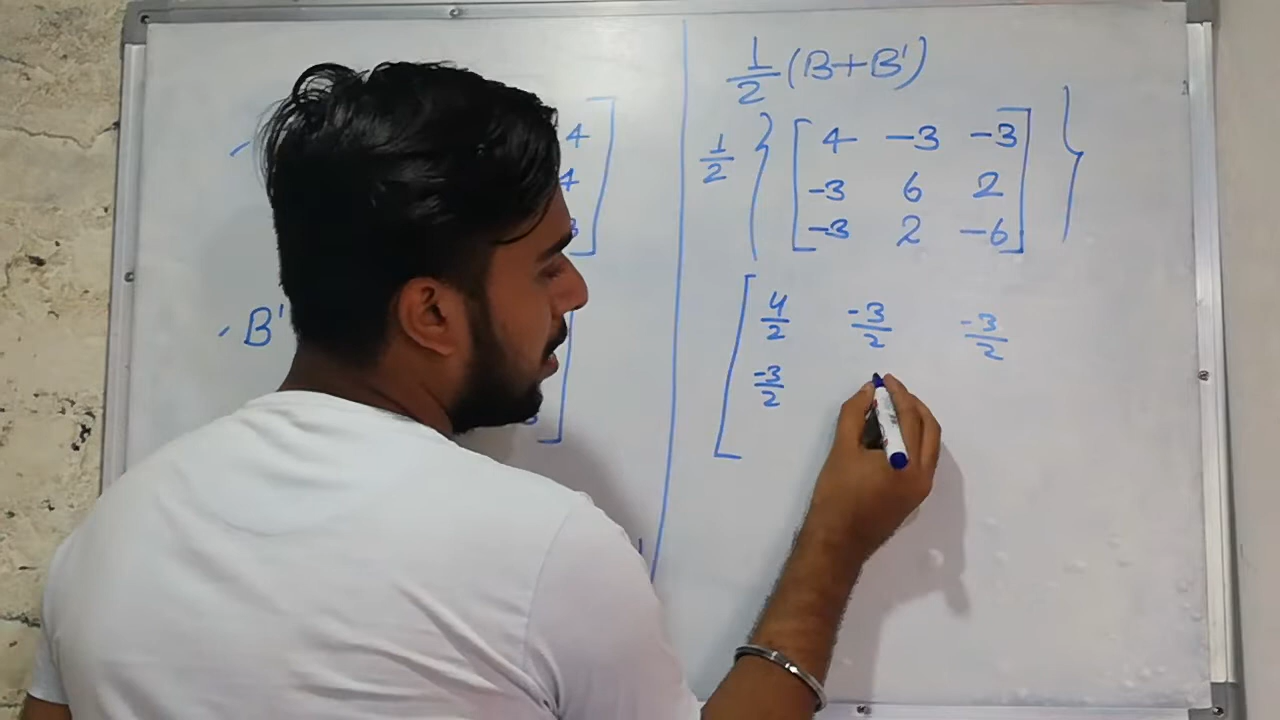 4
4
3
B'
1/2 (B+B')
1/2 { [ 4 -3 -3
-3 6 2
-3 2 -6 ] }
[ 4/2 -3/2 -3/2
-3/2